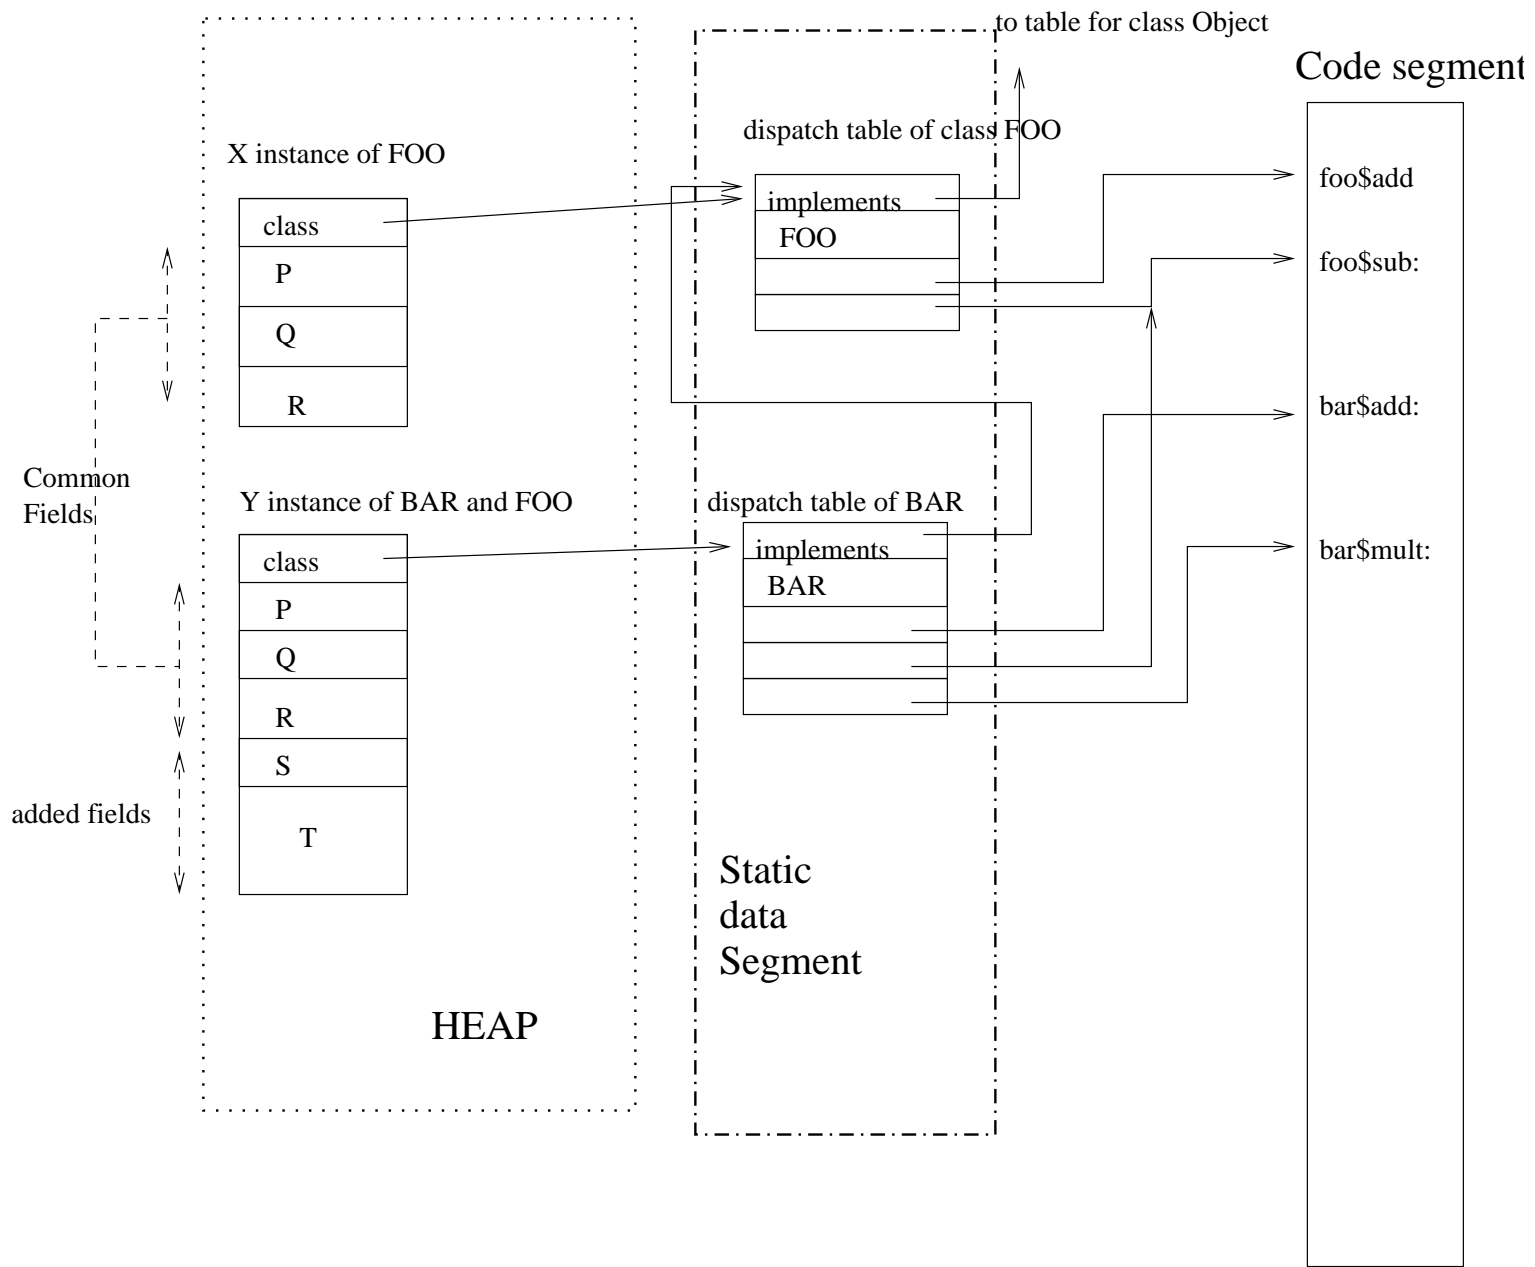 to table for class Object
Code segment
dispatch table of class FOO
X instance of FOO
implements
FOO
class
P
Q
R
foo$add
foo$sub:
bar$add:
bar$mult:
Common
Fields
Y instance of BAR and FOO
dispatch table of BAR
implements
BAR
class
P
Q
R
S
T
added fields
Static
data
Segment
HEAP